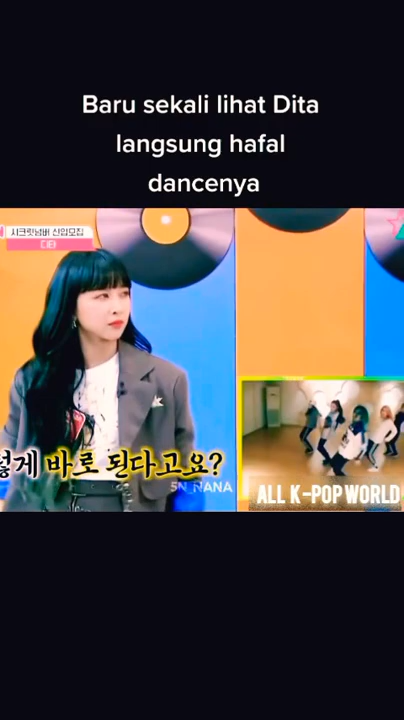 Baru sekali lihat Dita
langsung hafal
dancenya
시크릿넘버 신입모집
디타
렇게 바로 된다고요?
SN_NANA
ALL K-POP WORLD